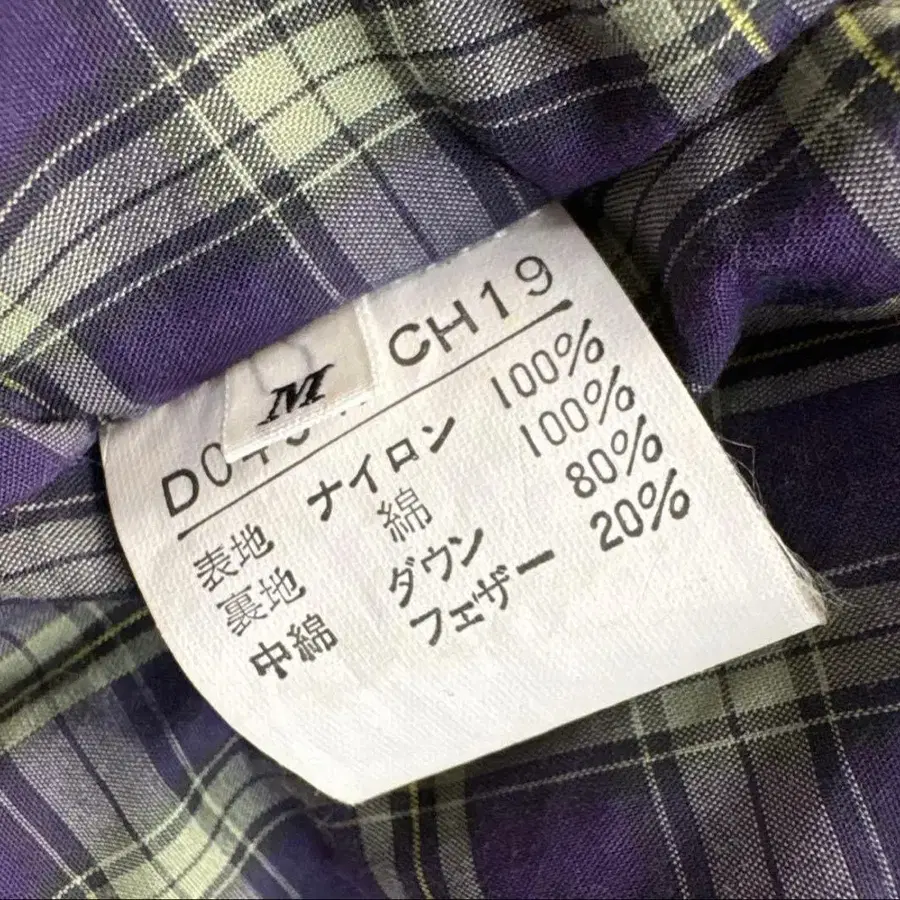 M
CH19
表地 ナイロン 100%
裏地 綿 100%
中綿 ダウン 80%
フェザー 20%